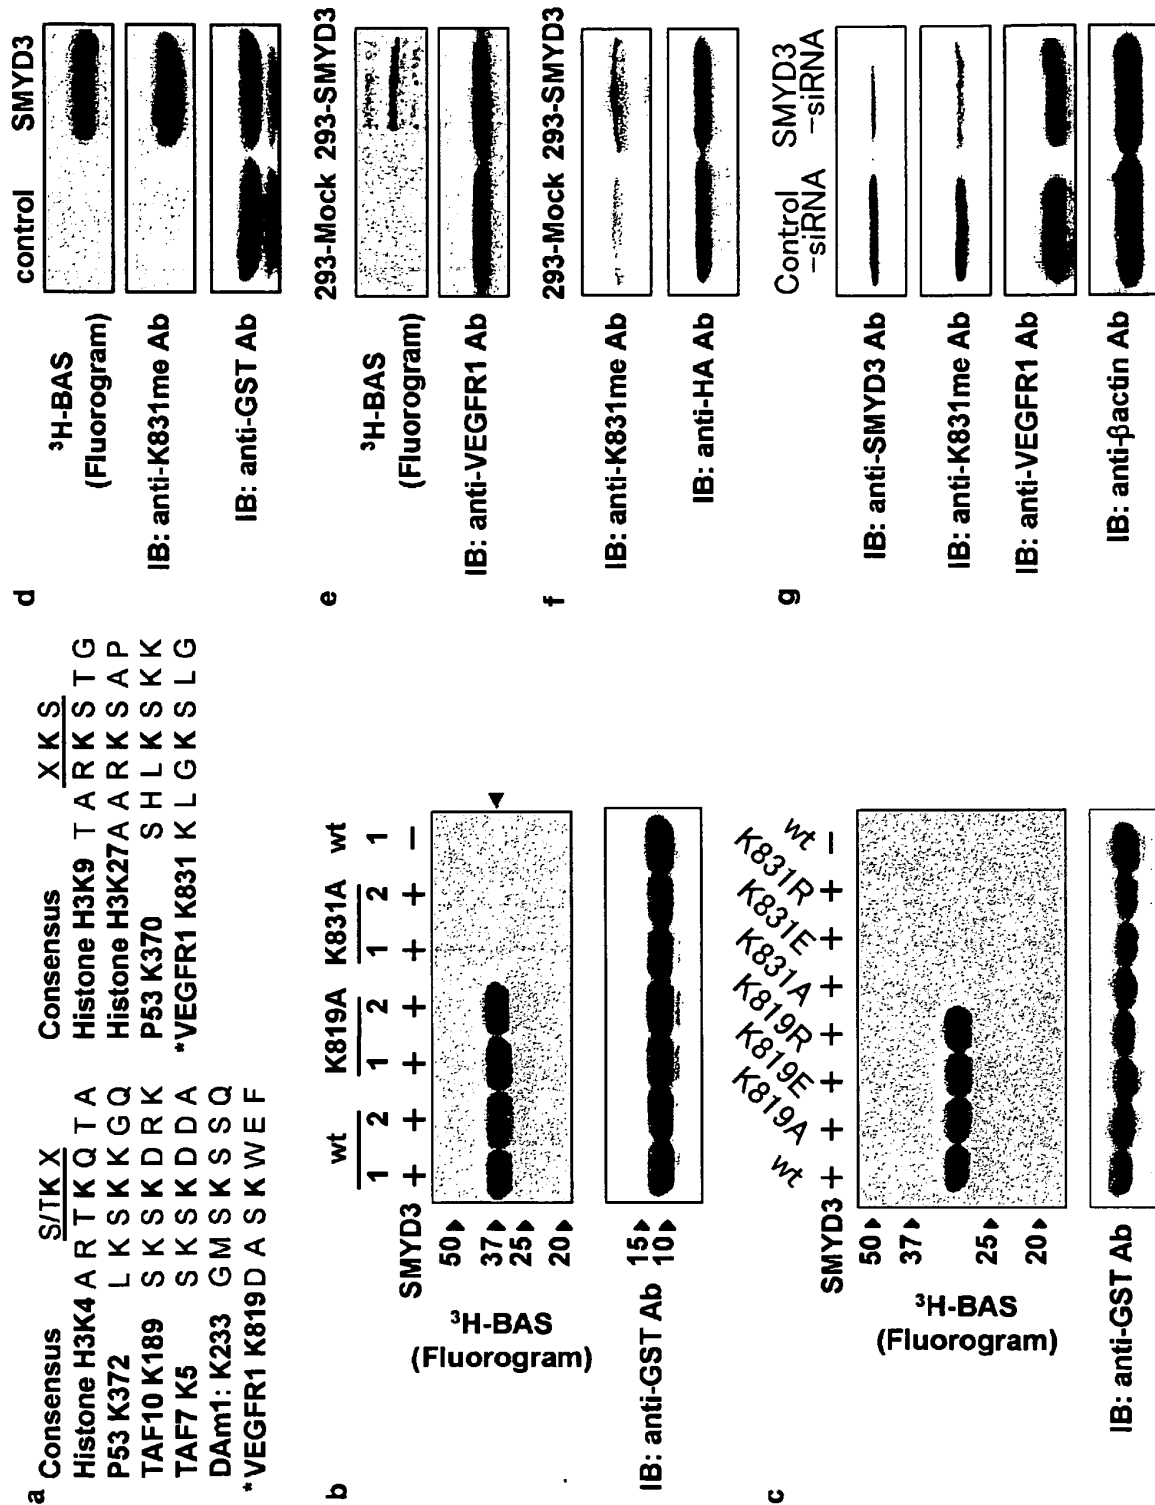 a
Consensus S/TK X
Histone H3K4 A R T K Q T A
P53 K372 L K S K K G Q
TAF10 K189 S K S K D R K
TAF7 K5 S K S K D D A
DAm1: K233 G M S K S S Q
*VEGFR1 K819 D A S K W E F
Consensus X K S
Histone H3K9 T A R K S T G
Histone H3K27 A A R K S A P
P53 K370 S H L K S K K
*VEGFR1 K831 K L G K S L G
b
wt K819A K831A wt
1 2 1 2 1 2 1
SMYD3 + + + + + + −
50
37
25
20
³H-BAS
(Fluorogram)
15
10
IB: anti-GST Ab
c
wt K819A K819E K819R K831A K831E K831R wt
SMYD3 + + + + + + + −
50
37
25
20
³H-BAS
(Fluorogram)
IB: anti-GST Ab
d
control SMYD3
³H-BAS
(Fluorogram)
IB: anti-K831me Ab
IB: anti-GST Ab
e
293-Mock 293-SMYD3
³H-BAS
(Fluorogram)
IB: anti-VEGFR1 Ab
f
293-Mock 293-SMYD3
IB: anti-K831me Ab
IB: anti-HA Ab
g
Control SMYD3
-siRNA -siRNA
IB: anti-SMYD3 Ab
IB: anti-K831me Ab
IB: anti-VEGFR1 Ab
IB: anti-βactin Ab